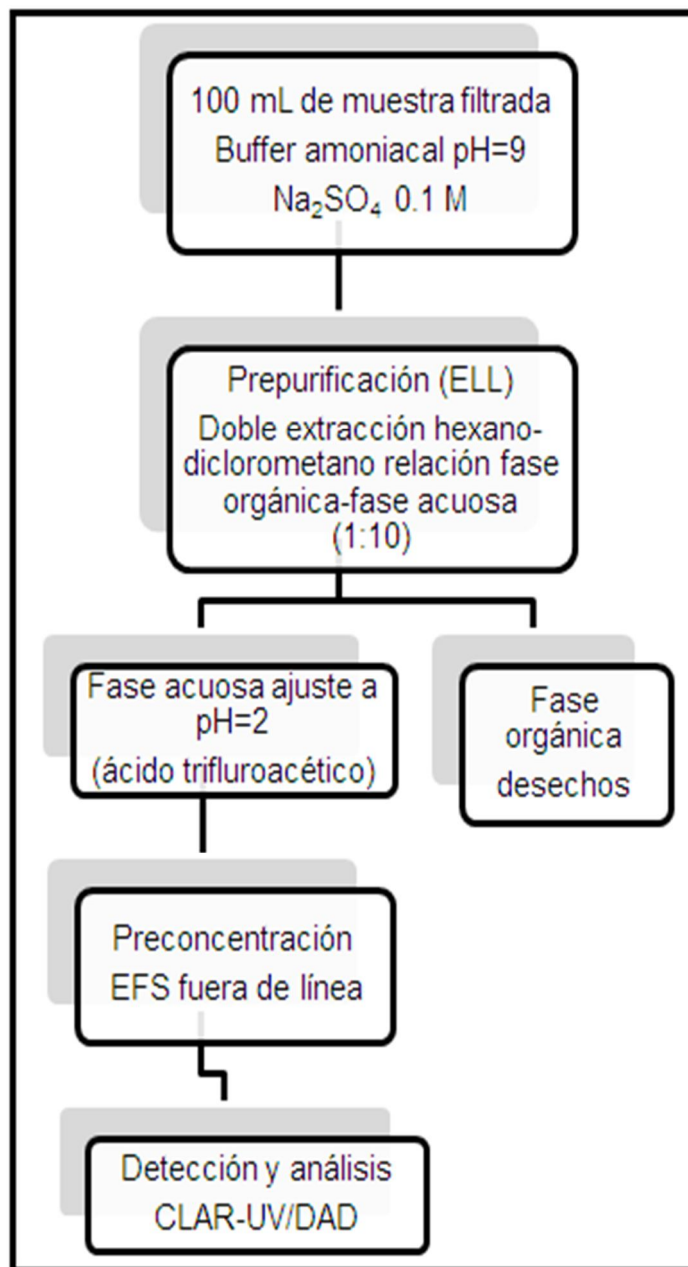 100 mL de muestra filtrada
Buffer amoniacal pH=9
Na₂SO₄ 0.1 M
Prepurificación (ELL)
Doble extracción hexano-
diclorometano relación fase
orgánica-fase acuosa
(1:10)
Fase acuosa ajuste a
pH=2
(ácido trifluroacético)
Fase
orgánica
desechos
Preconcentración
EFS fuera de línea
Detección y análisis
CLAR-UV/DAD